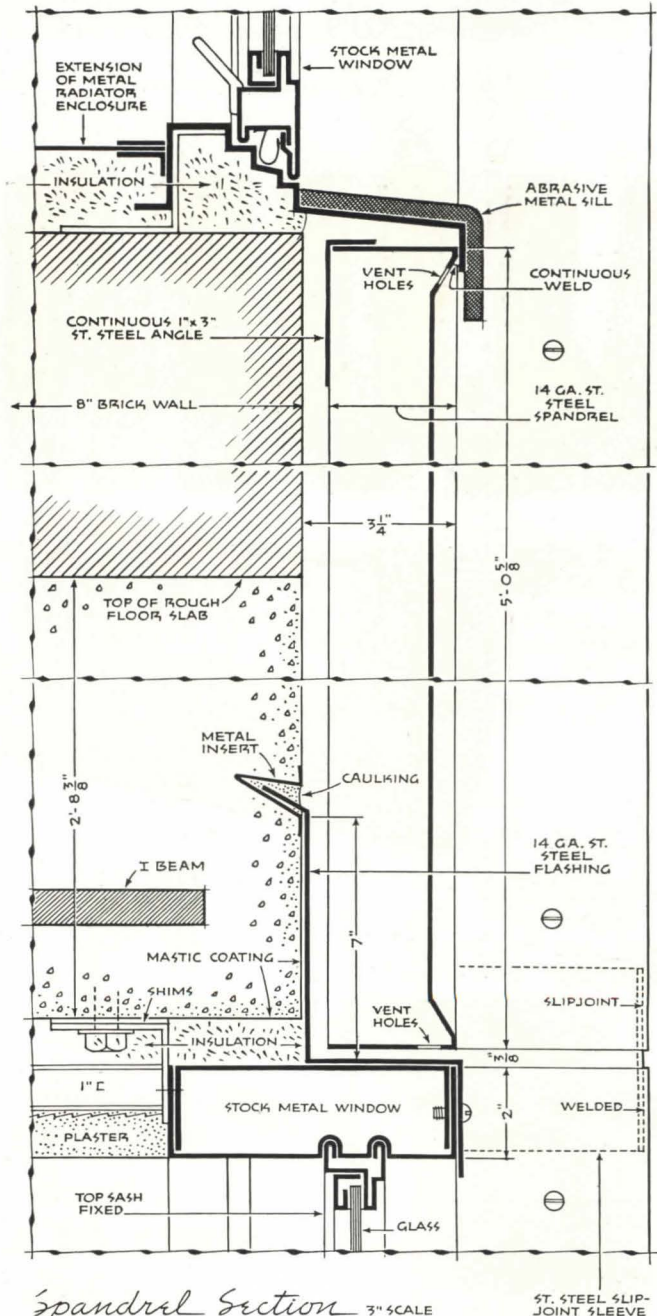 STOCK METAL
WINDOW
EXTENSION
OF METAL
RADIATOR
ENCLOSURE
INSULATION
ABRASIVE
METAL SILL
VENT
HOLES
CONTINUOUS
WELD
CONTINUOUS 1"x 3"
ST. STEEL ANGLE
8" BRICK WALL
14 GA. ST.
STEEL
SPANDREL
3 1/4"
5'-0 5/8"
TOP OF ROUGH
FLOOR SLAB
METAL
INSERT
CAULKING
2'-8 3/8"
14 GA. ST.
STEEL
FLASHING
I BEAM
7"
MASTIC COATING
SHIMS
VENT
HOLES
SLIPJOINT
INSULATION
3/8"
1" [
STOCK METAL WINDOW
2"
WELDED
PLASTER
TOP SASH
FIXED
GLASS
Spandrel Section 3" SCALE
ST. STEEL SLIP-
JOINT SLEEVE